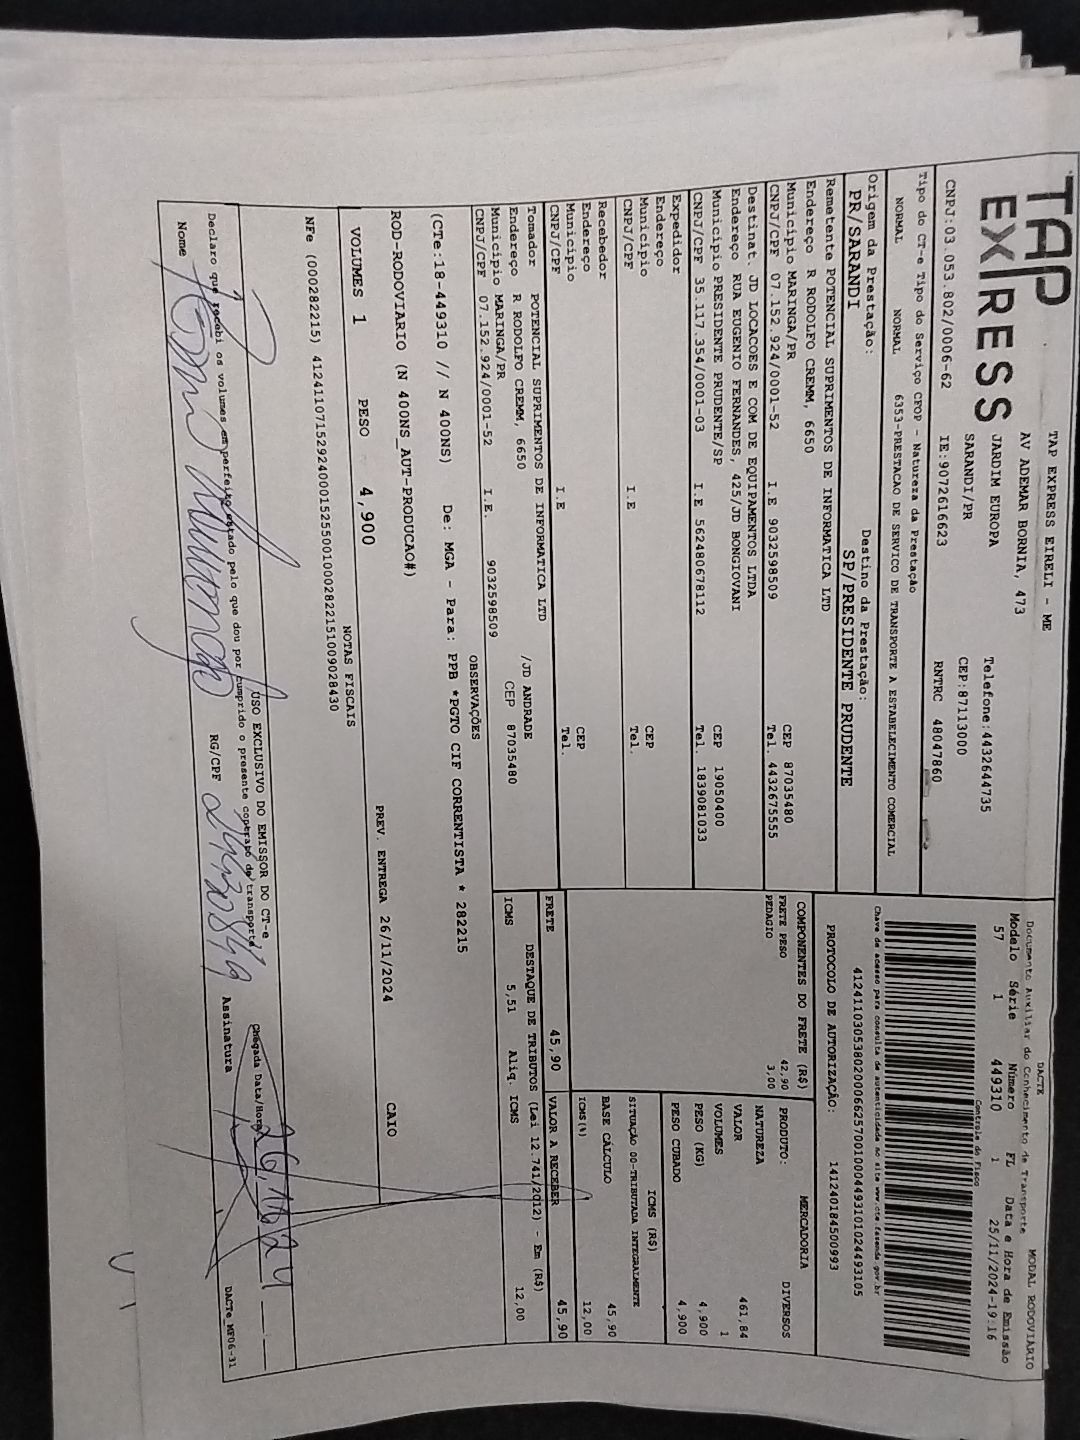 TAP
EXPRESS
TAP EXPRESS EIRELI - ME
AV ADEMAR BORNIA, 473
JARDIM EUROPA
SARANDI/PR
Telefone:4432644735
CEP:87113000
CNPJ:03.053.802/0006-62 IE:9072616623 RNTRC 48047860
Tipo do CT-e Tipo do Serviço CFOP - Natureza da Prestação
NORMAL NORMAL 6353-PRESTACAO DE SERVICO DE TRANSPORTE A ESTABELECIMENTO COMERCIAL
Origem da Prestação: Destino da Prestação:
PR/SARANDI SP/PRESIDENTE PRUDENTE
DACTE MODAL RODOVIÁRIO
Documento Auxiliar do Conhecimento de Transporte
Modelo Série Número FL Data e Hora de Emissão
57 1 449310 1 25/11/2024-19:16
Controle do Fisco
Chave de acesso para consulta de autenticidade no site www.cte.fazenda.gov.br
41241103053802000662570010004493101024493105
PROTOCOLO DE AUTORIZAÇÃO: 141240184500993
Remetente POTENCIAL SUPRIMENTOS DE INFORMATICA LTD
Endereço R RODOLFO CREMM, 6650
Município MARINGA/PR CEP 87035480
CNPJ/CPF 07.152.924/0001-52 I.E 9032598509 Tel. 4432675555
Destinat. JD LOCACOES E COM DE EQUIPAMENTOS LTDA
Endereço RUA EUGENIO FERNANDES, 425/JD BONGIOVANI
Município PRESIDENTE PRUDENTE/SP CEP 19050400
CNPJ/CPF 35.117.354/0001-03 I.E 562480678112 Tel. 1839081033
Expedidor
Endereço
Município CEP
CNPJ/CPF I.E Tel.
Recebedor
Endereço
Município CEP
CNPJ/CPF I.E Tel.
Tomador POTENCIAL SUPRIMENTOS DE INFORMATICA LTD
Endereço R RODOLFO CREMM, 6650 /JD ANDRADE
Município MARINGA/PR CEP 87035480
CNPJ/CPF 07.152.924/0001-52 I.E. 9032598509
COMPONENTES DO FRETE (R$)
FRETE PESO 42,90
PEDAGIO 3,00
MERCADORIA
PRODUTO: DIVERSOS
NATUREZA
VALOR 461,84
VOLUMES 1
PESO (KG) 4,900
PESO CUBADO 4,900
ICMS (R$)
SITUAÇÃO 00-TRIBUTADA INTEGRALMENTE
BASE CÁLCULO 45,90
ICMS(%) 12,00
FRETE 45,90 VALOR A RECEBER 45,90
DESTAQUE DE TRIBUTOS (Lei 12.741/2012) - Em (R$)
ICMS 5,51 Aliq. ICMS 12,00
OBSERVAÇÕES
(CTe:18-449310 // N 400NS) De: MGA - Para: PPB *PGTO CIF CORRENTISTA * 282215
ROD-RODOVIARIO (N 400NS_AUT-PRODUCAO#)
PREV. ENTREGA 26/11/2024 CAIO
VOLUMES 1 PESO 4,900
NOTAS FISCAIS
NFe (000282215) 41241107152924000152550010002822151009028430
USO EXCLUSIVO DO EMISSOR DO CT-e
Declaro que recebi os volumes em perfeito estado pelo que dou por cumprido o presente contrato de transporte
Chegada Data/Hora 26,11,24
Nome RG/CPF Assinatura
DACTe_MF06-31